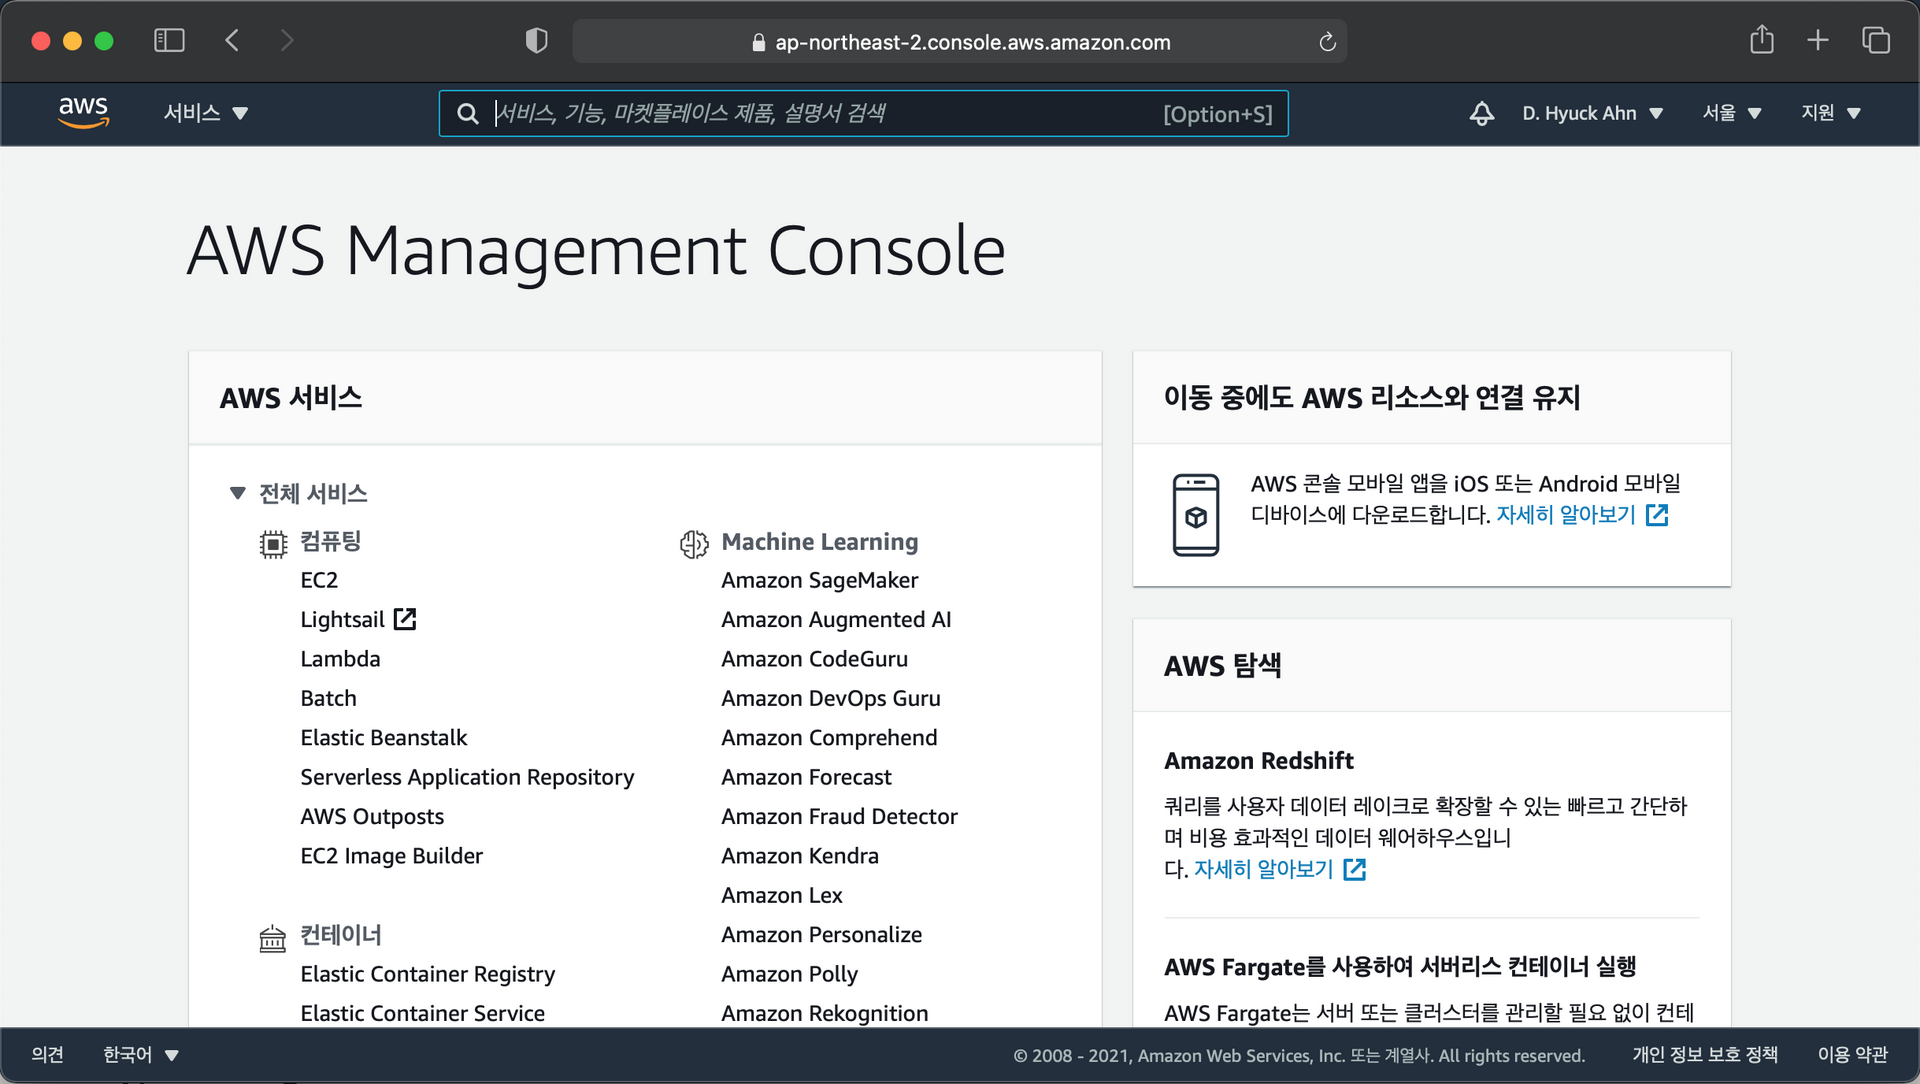 ap-northeast-2.console.aws.amazon.com
aws
서비스
서비스, 기능, 마켓플레이스 제품, 설명서 검색
[Option+S]
D. Hyuck Ahn
서울
지원
AWS Management Console
AWS 서비스
전체 서비스
컴퓨팅
EC2
Lightsail
Lambda
Batch
Elastic Beanstalk
Serverless Application Repository
AWS Outposts
EC2 Image Builder
컨테이너
Elastic Container Registry
Elastic Container Service
Machine Learning
Amazon SageMaker
Amazon Augmented AI
Amazon CodeGuru
Amazon DevOps Guru
Amazon Comprehend
Amazon Forecast
Amazon Fraud Detector
Amazon Kendra
Amazon Lex
Amazon Personalize
Amazon Polly
Amazon Rekognition
이동 중에도 AWS 리소스와 연결 유지
AWS 콘솔 모바일 앱을 iOS 또는 Android 모바일
디바이스에 다운로드합니다. 자세히 알아보기
AWS 탐색
Amazon Redshift
쿼리를 사용자 데이터 레이크로 확장할 수 있는 빠르고 간단하
며 비용 효과적인 데이터 웨어하우스입니
다. 자세히 알아보기
AWS Fargate를 사용하여 서버리스 컨테이너 실행
AWS Fargate는 서버 또는 클러스터를 관리할 필요 없이 컨테
의견
한국어
© 2008 - 2021, Amazon Web Services, Inc. 또는 계열사. All rights reserved.
개인 정보 보호 정책
이용 약관